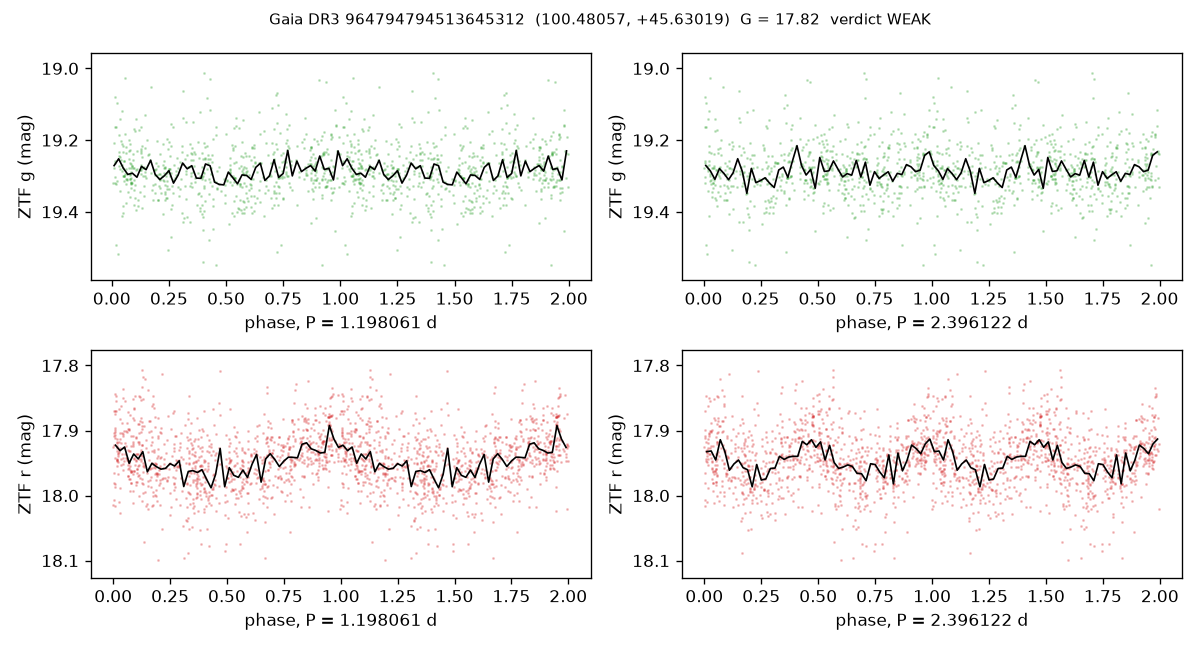 Gaia DR3 964794794513645312 (100.48057, +45.63019) G = 17.82 verdict WEAK
ZTF g (mag)
19.0
19.2
19.4
0.00 0.25 0.50 0.75 1.00 1.25 1.50 1.75 2.00
phase, P = 1.198061 d
ZTF g (mag)
19.0
19.2
19.4
0.00 0.25 0.50 0.75 1.00 1.25 1.50 1.75 2.00
phase, P = 2.396122 d
ZTF r (mag)
17.8
17.9
18.0
18.1
0.00 0.25 0.50 0.75 1.00 1.25 1.50 1.75 2.00
phase, P = 1.198061 d
ZTF r (mag)
17.8
17.9
18.0
18.1
0.00 0.25 0.50 0.75 1.00 1.25 1.50 1.75 2.00
phase, P = 2.396122 d